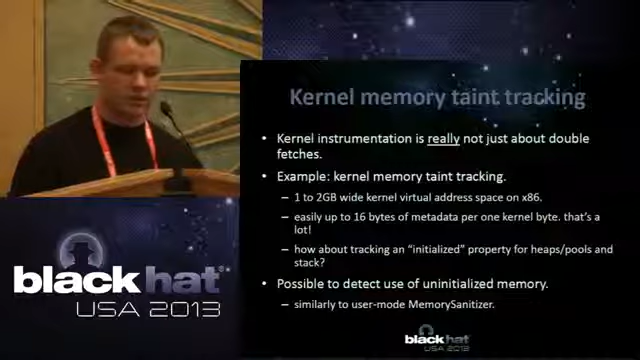 Kernel memory taint tracking
• Kernel instrumentation is really not just about double
fetches.
• Example: kernel memory taint tracking.
– 1 to 2GB wide kernel virtual address space on x86.
– easily up to 16 bytes of metadata per one kernel byte. that's a
lot!
– how about tracking an "initialized" property for heaps/pools and
stack?
• Possible to detect use of uninitialized memory.
– similarly to user-mode MemorySanitizer.
black hat®
USA 2013
black hat
USA 2013